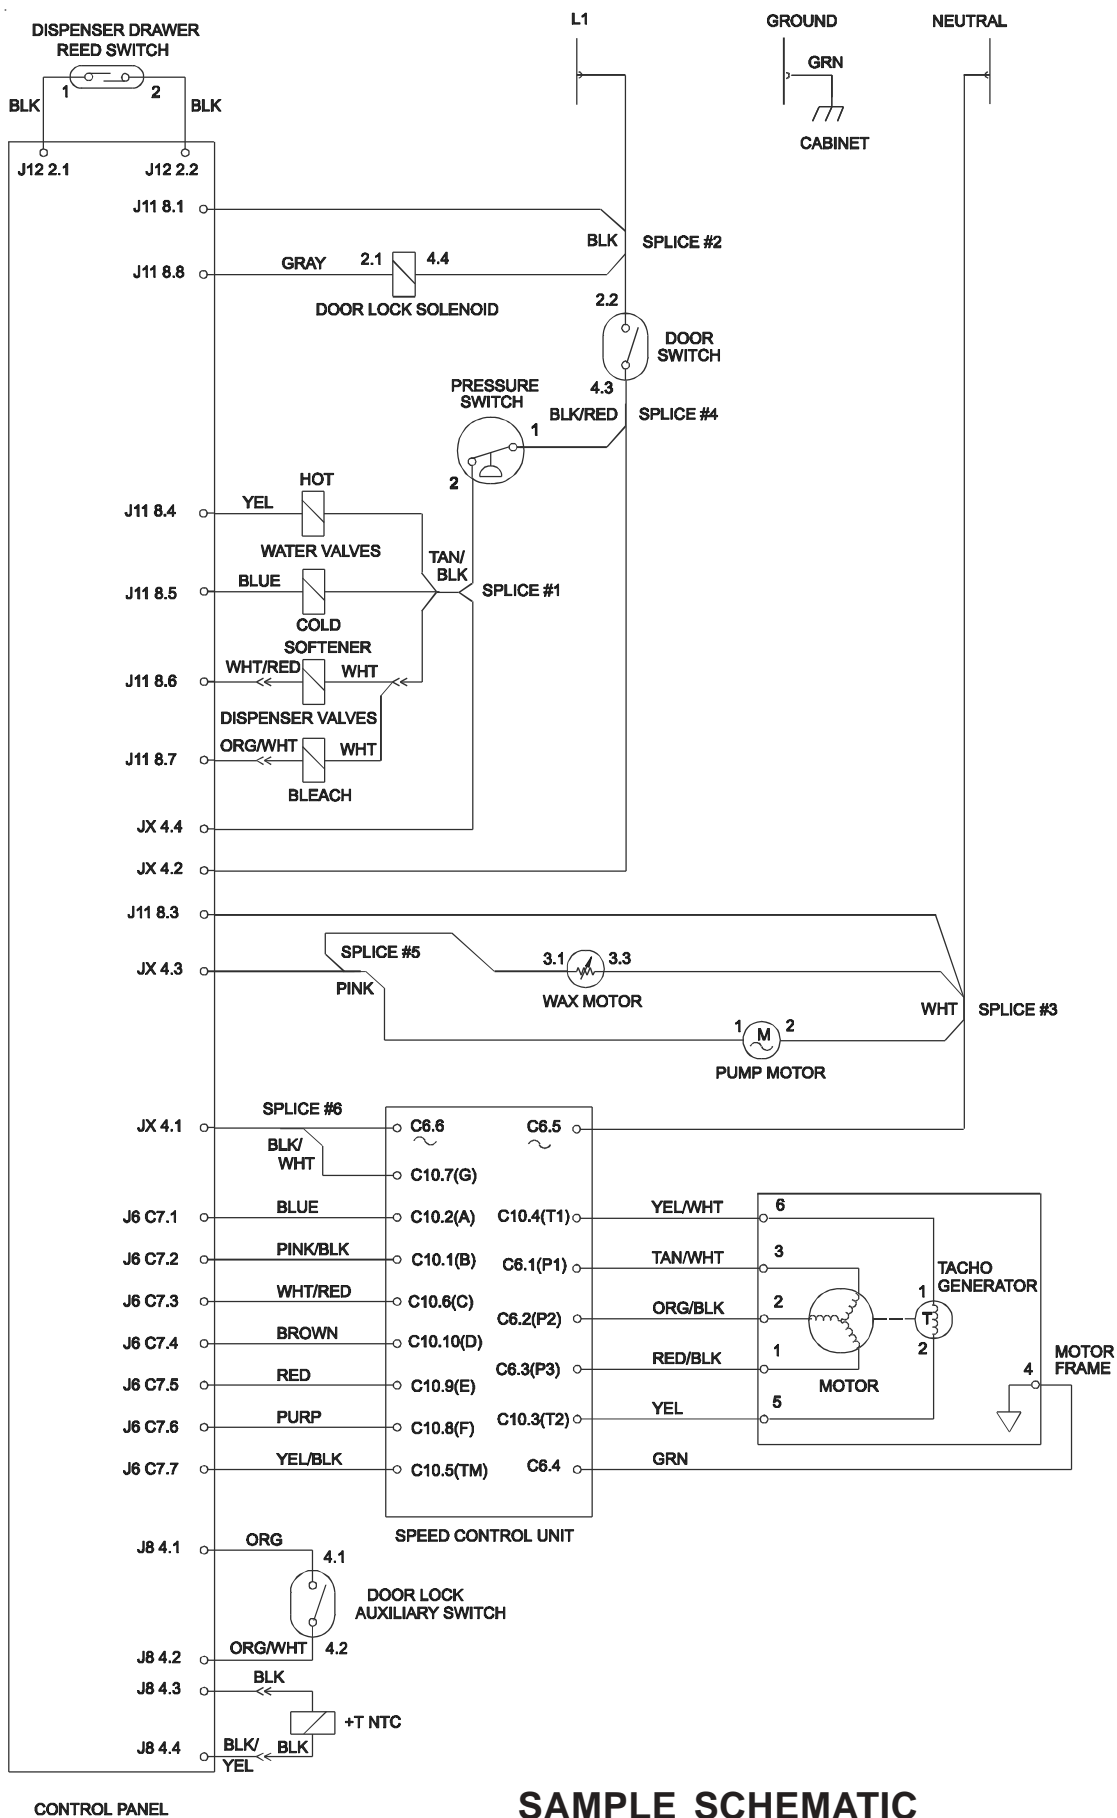 L1
GROUND
NEUTRAL
DISPENSER DRAWER
REED SWITCH
GRN
1
2
BLK
BLK
CABINET
J12 2.1
J12 2.2
J11 8.1
BLK
SPLICE #2
GRAY
2.1
4.4
J11 8.8
DOOR LOCK SOLENOID
2.2
DOOR
SWITCH
4.3
PRESSURE
SWITCH
BLK/RED
SPLICE #4
1
2
HOT
YEL
J11 8.4
WATER VALVES
TAN/
BLK
BLUE
J11 8.5
SPLICE #1
COLD
SOFTENER
WHT/RED
WHT
J11 8.6
DISPENSER VALVES
ORG/WHT
WHT
J11 8.7
BLEACH
JX 4.4
JX 4.2
J11 8.3
SPLICE #5
3.1
3.3
JX 4.3
PINK
WAX MOTOR
WHT
SPLICE #3
1
M
2
PUMP MOTOR
SPLICE #6
JX 4.1
C6.6
C6.5
BLK/
WHT
C10.7(G)
J6 C7.1
BLUE
C10.2(A)
C10.4(T1)
YEL/WHT
6
J6 C7.2
PINK/BLK
C10.1(B)
C6.1(P1)
TAN/WHT
3
TACHO
GENERATOR
1
J6 C7.3
WHT/RED
C10.6(C)
C6.2(P2)
ORG/BLK
2
T
J6 C7.4
BROWN
C10.10(D)
2
C6.3(P3)
RED/BLK
1
MOTOR
FRAME
4
J6 C7.5
RED
C10.9(E)
MOTOR
J6 C7.6
PURP
C10.8(F)
C10.3(T2)
YEL
5
J6 C7.7
YEL/BLK
C10.5(TM)
C6.4
GRN
SPEED CONTROL UNIT
J8 4.1
ORG
4.1
DOOR LOCK
AUXILIARY SWITCH
ORG/WHT
4.2
J8 4.2
J8 4.3
BLK
+T NTC
J8 4.4
BLK/
YEL
BLK
CONTROL PANEL
SAMPLE SCHEMATIC